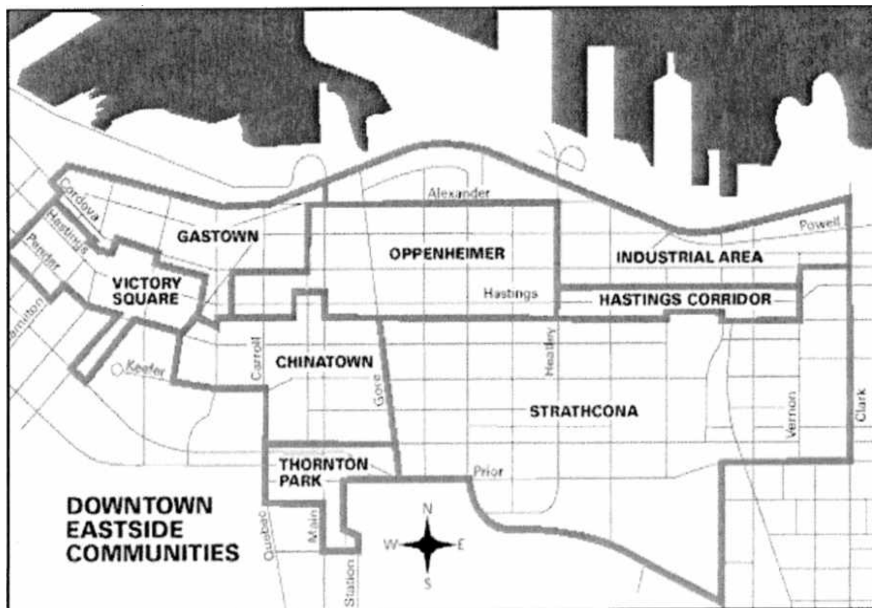 Alexander
Cordova
Powell
GASTOWN
OPPENHEIMER
INDUSTRIAL AREA
Hastings
Pender
VICTORY
SQUARE
Hastings
HASTINGS CORRIDOR
Keefer
Carrall
CHINATOWN
Gore
Heatley
STRATHCONA
Vernon
Clark
THORNTON
PARK
Prior
DOWNTOWN
EASTSIDE
COMMUNITIES
Quebec
Main
Station
N
W
E
S